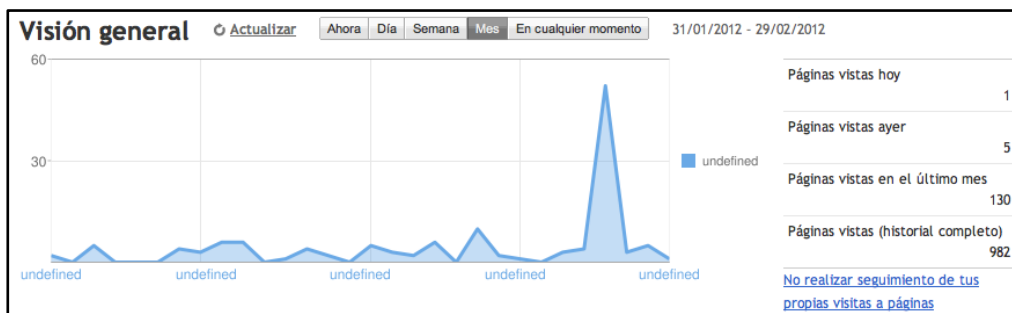 Visión general Actualizar Ahora Día Semana Mes En cualquier momento 31/01/2012 - 29/02/2012
60
30
undefined
undefined undefined undefined undefined undefined
Páginas vistas hoy
1
Páginas vistas ayer
5
Páginas vistas en el último mes
130
Páginas vistas (historial completo)
982
No realizar seguimiento de tus
propias visitas a páginas